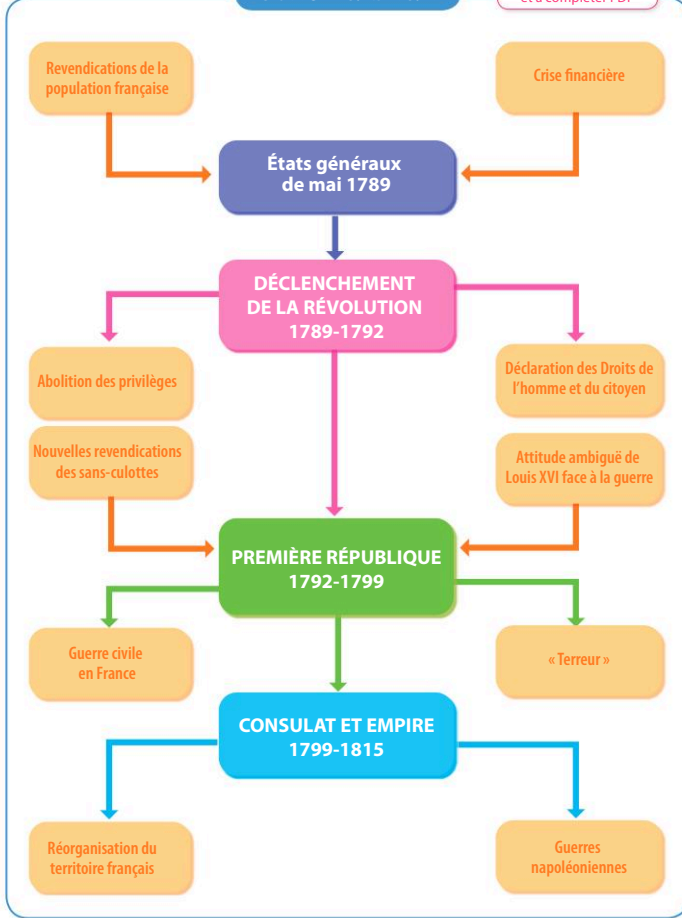 et à compléter PDF
Revendications de la
population française
Crise financière
États généraux
de mai 1789
DÉCLENCHEMENT
DE LA RÉVOLUTION
1789-1792
Abolition des privilèges
Déclaration des Droits de
l'homme et du citoyen
Nouvelles revendications
des sans-culottes
Attitude ambiguë de
Louis XVI face à la guerre
PREMIÈRE RÉPUBLIQUE
1792-1799
Guerre civile
en France
« Terreur »
CONSULAT ET EMPIRE
1799-1815
Réorganisation du
territoire français
Guerres
napoléoniennes